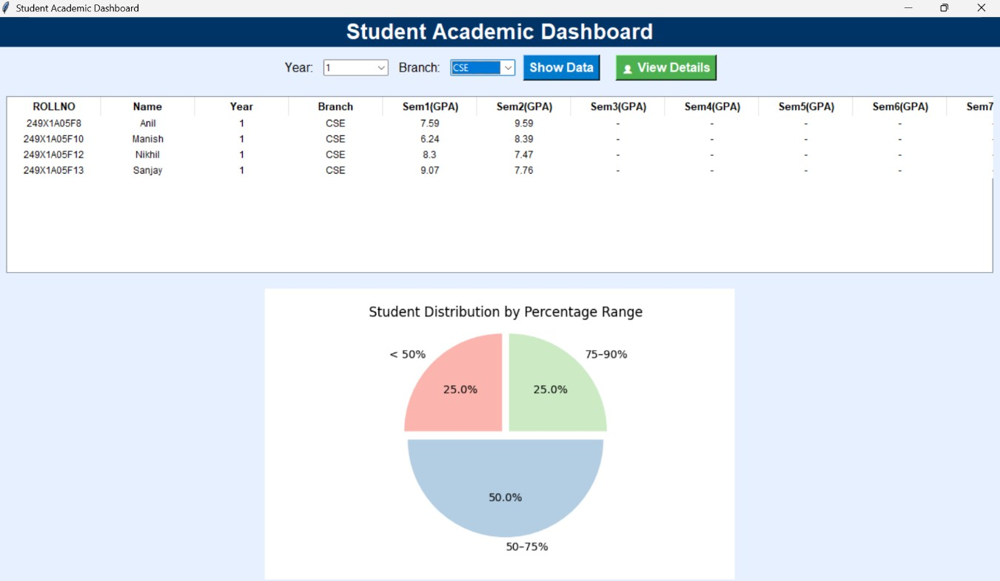 Student Academic Dashboard
Student Academic Dashboard
Year: 1 Branch: CSE Show Data View Details
ROLLNO Name Year Branch Sem1(GPA) Sem2(GPA) Sem3(GPA) Sem4(GPA) Sem5(GPA) Sem6(GPA) Sem7
249X1A05F8 Anil 1 CSE 7.59 9.59 - - - - -
249X1A05F10 Manish 1 CSE 6.24 8.39 - - - - -
249X1A05F12 Nikhil 1 CSE 8.3 7.47 - - - - -
249X1A05F13 Sanjay 1 CSE 9.07 7.76 - - - - -
Student Distribution by Percentage Range
< 50% 75–90%
25.0% 25.0%
50.0%
50–75%